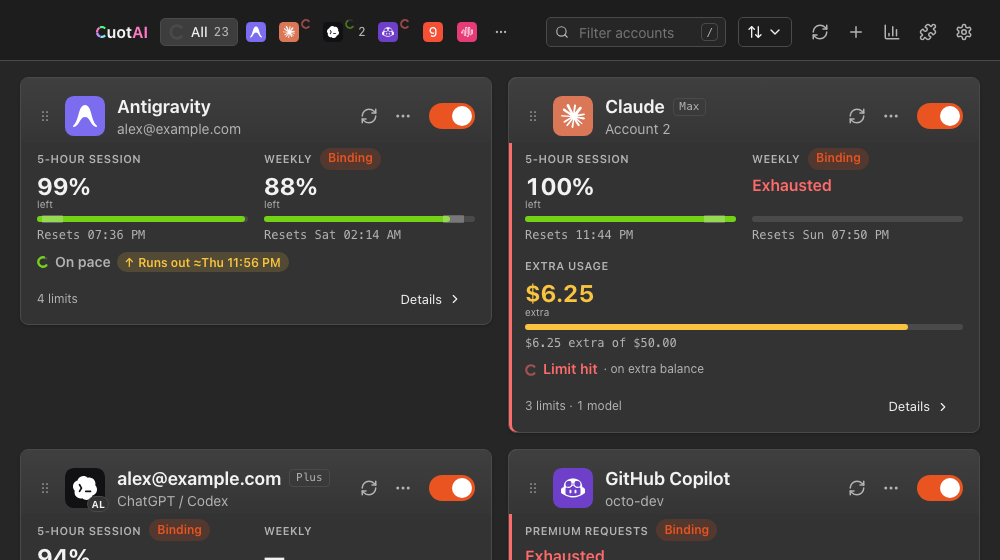 CuotAI
All 23
2
9
Filter accounts
/
Antigravity
alex@example.com
5-HOUR SESSION
99%
left
Resets 07:36 PM
WEEKLY Binding
88%
left
Resets Sat 02:14 AM
On pace ↑ Runs out ≈Thu 11:56 PM
4 limits
Details
Claude Max
Account 2
5-HOUR SESSION
100%
left
Resets 11:44 PM
WEEKLY Binding
Exhausted
Resets Sun 07:50 PM
EXTRA USAGE
$6.25
extra
$6.25 extra of $50.00
Limit hit · on extra balance
3 limits · 1 model
Details
AL
alex@example.com Plus
ChatGPT / Codex
5-HOUR SESSION Binding
94%
WEEKLY
—
GitHub Copilot
octo-dev
PREMIUM REQUESTS Binding
Exhausted